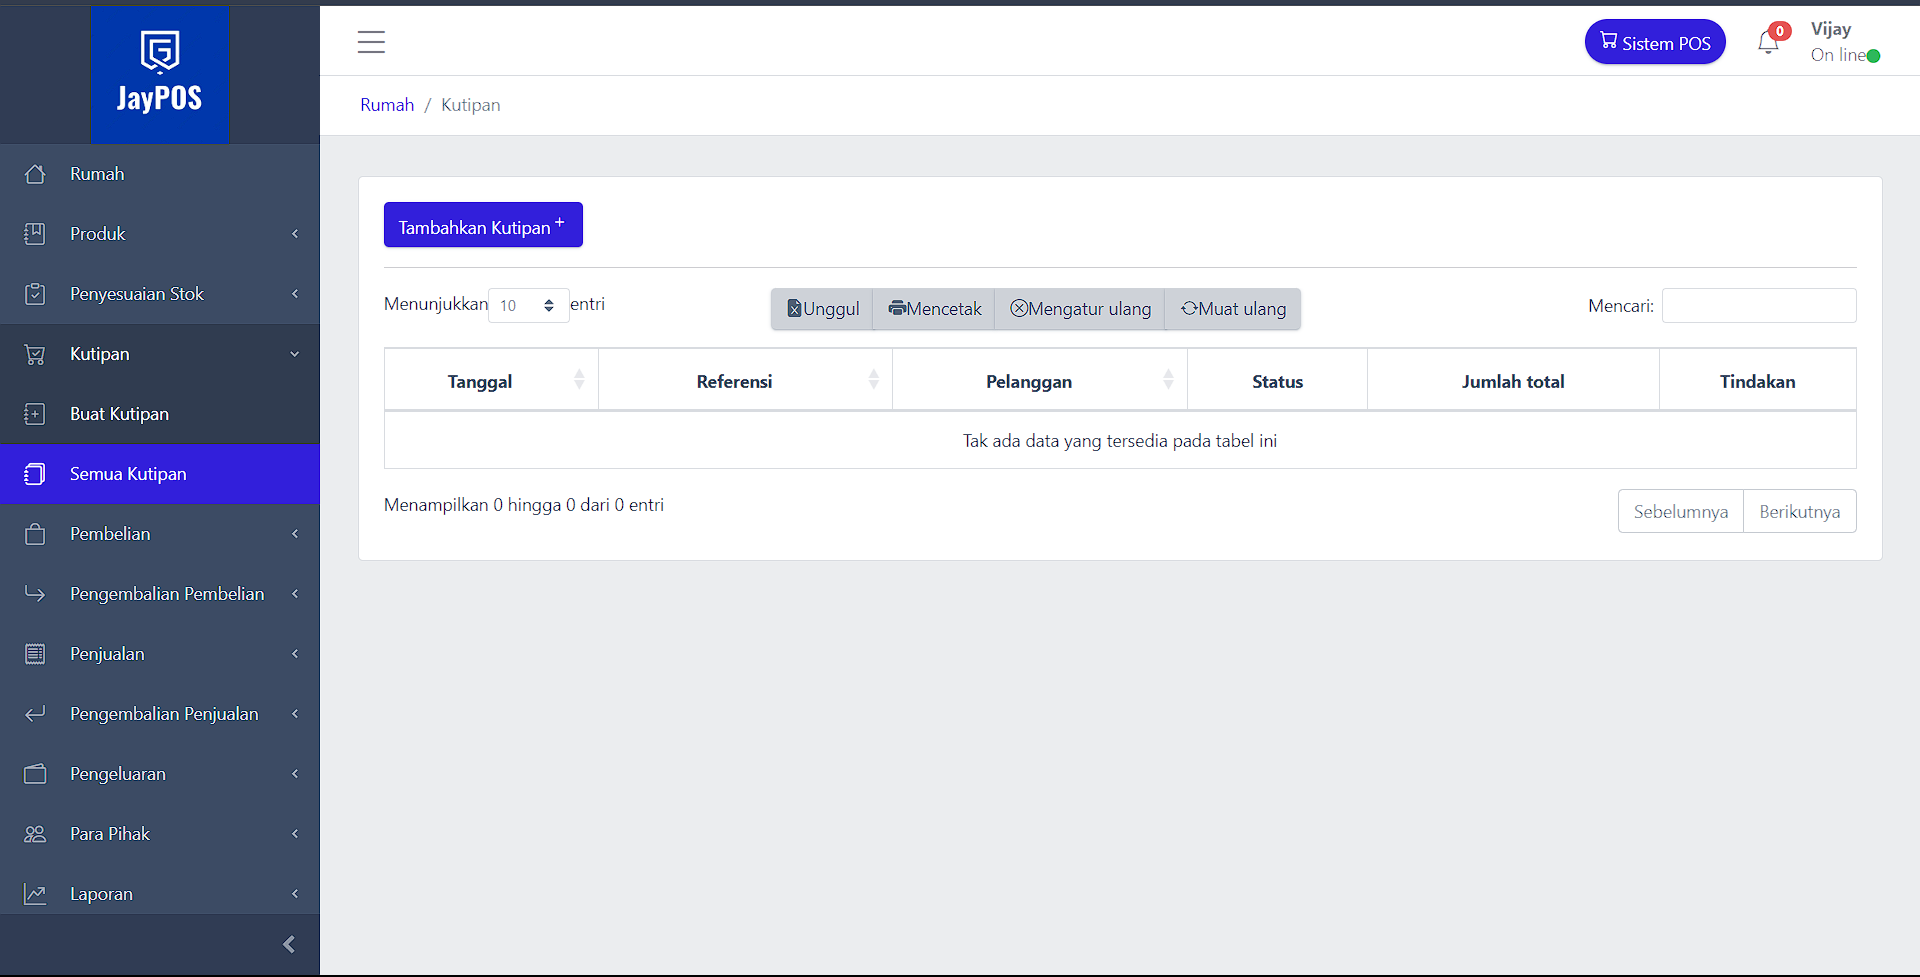 JayPOS
Rumah
Produk
Penyesuaian Stok
Kutipan
Buat Kutipan
Semua Kutipan
Pembelian
Pengembalian Pembelian
Penjualan
Pengembalian Penjualan
Pengeluaran
Para Pihak
Laporan
Sistem POS
0
Vijay
On line
Rumah / Kutipan
Tambahkan Kutipan +
Menunjukkan 10 entri
Unggul Mencetak Mengatur ulang Muat ulang
Mencari:
Tanggal Referensi Pelanggan Status Jumlah total Tindakan
Tak ada data yang tersedia pada tabel ini
Menampilkan 0 hingga 0 dari 0 entri
Sebelumnya Berikutnya